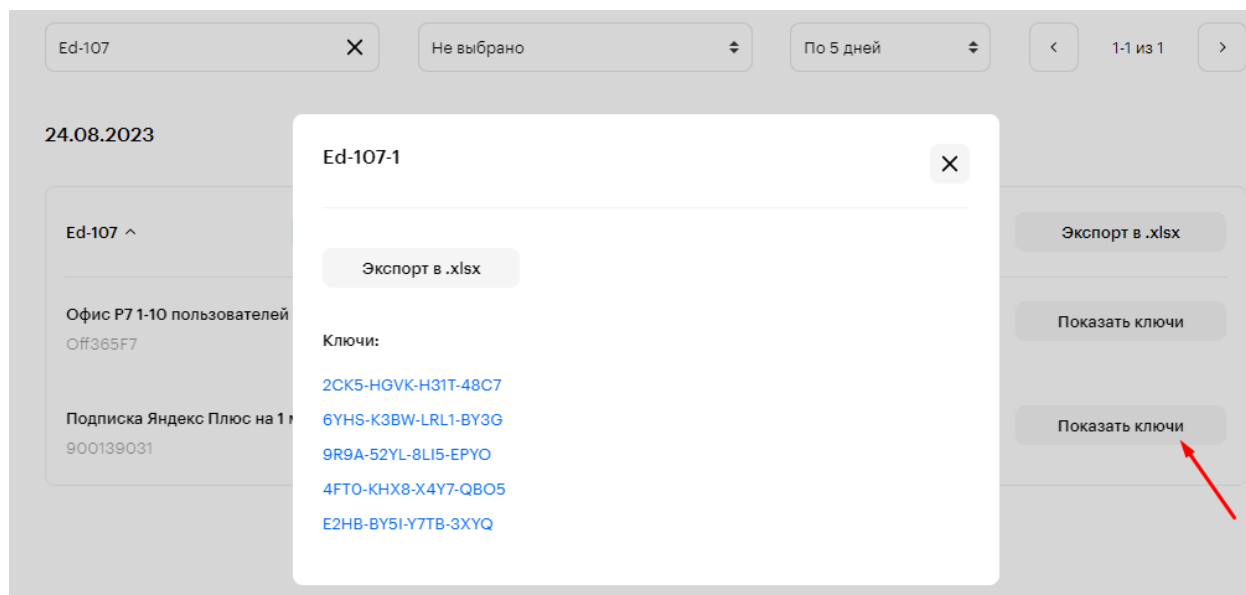 Ed-107
Не выбрано
По 5 дней
1-1 из 1
24.08.2023
Ed-107-1
Ed-107
Экспорт в .xlsx
Экспорт в .xlsx
Офис Р7 1-10 пользователей
Off365F7
Показать ключи
Ключи:
2CK5-HGVK-H31T-48C7
6YHS-K3BW-LRL1-BY3G
9R9A-52YL-8LI5-EPYO
4FT0-KHX8-X4Y7-QBO5
E2HB-BY5I-Y7TB-3XYQ
Подписка Яндекс Плюс на 1
900139031
Показать ключи